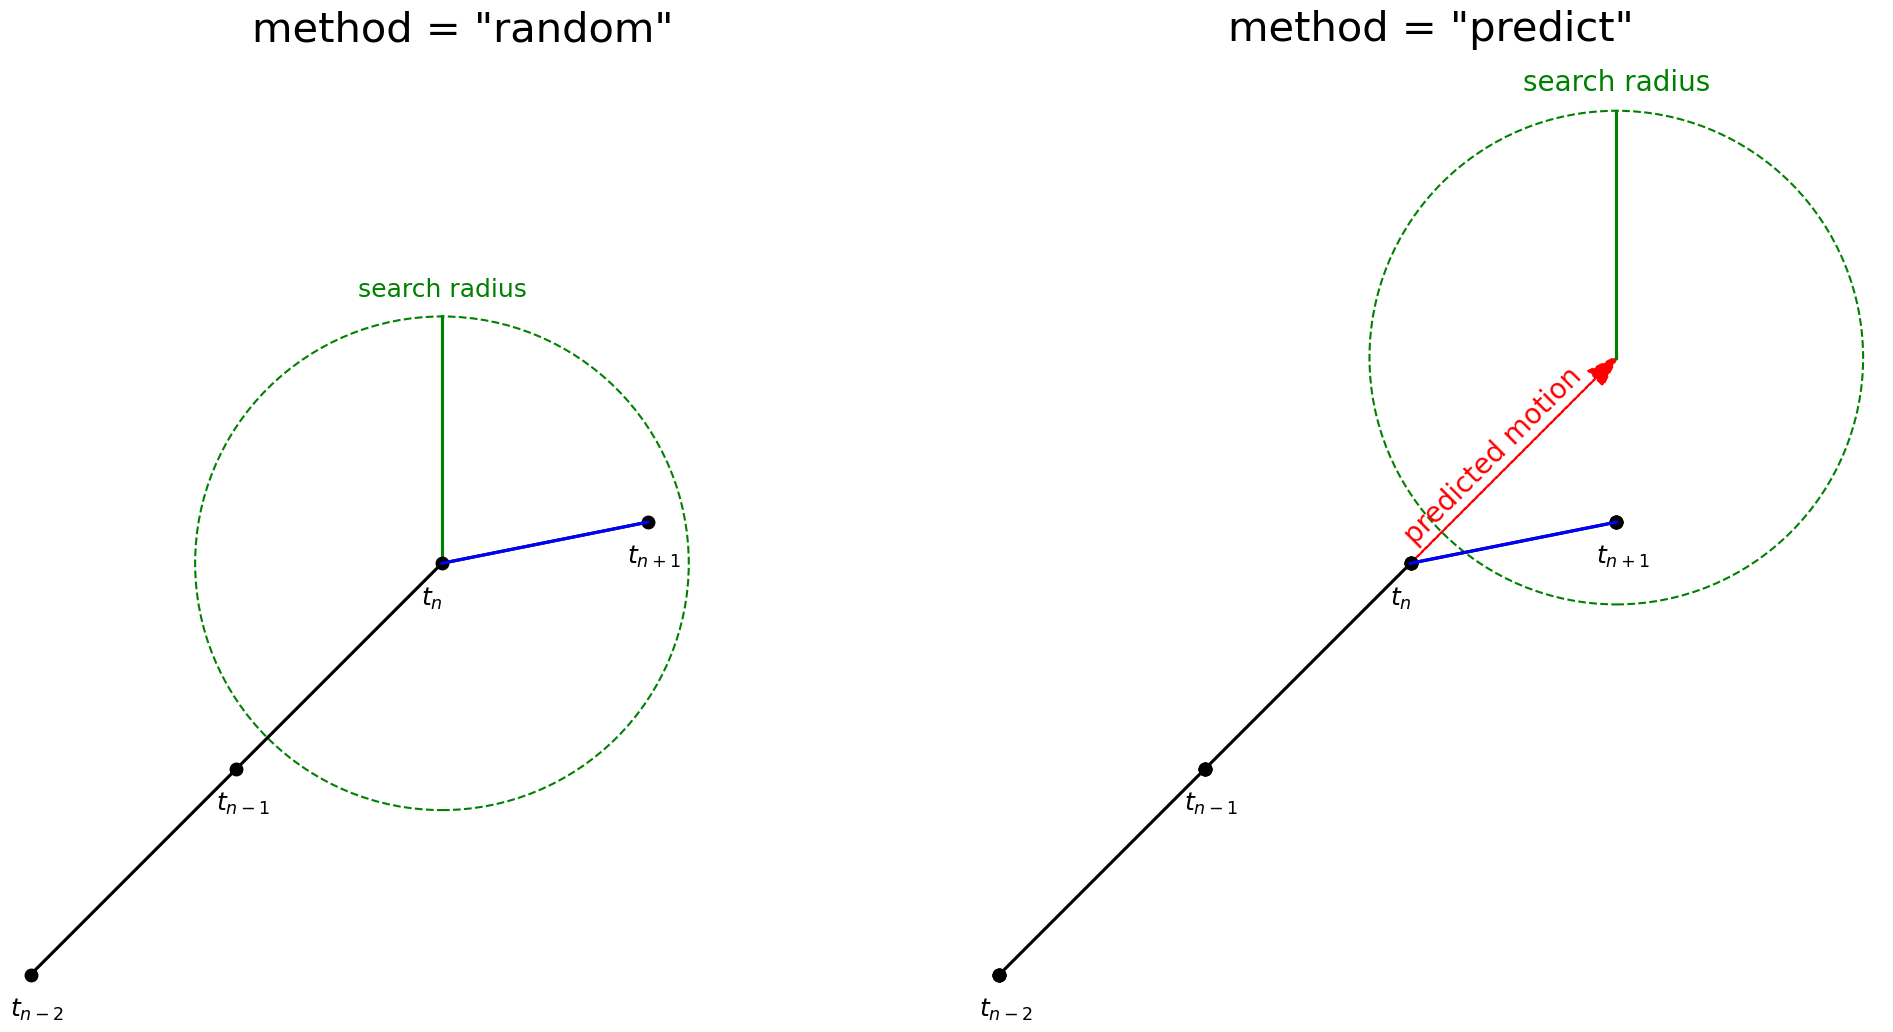 method = "random"
search radius
t_{n+1}
t_n
t_{n-1}
t_{n-2}
method = "predict"
search radius
predicted motion
t_{n+1}
t_n
t_{n-1}
t_{n-2}